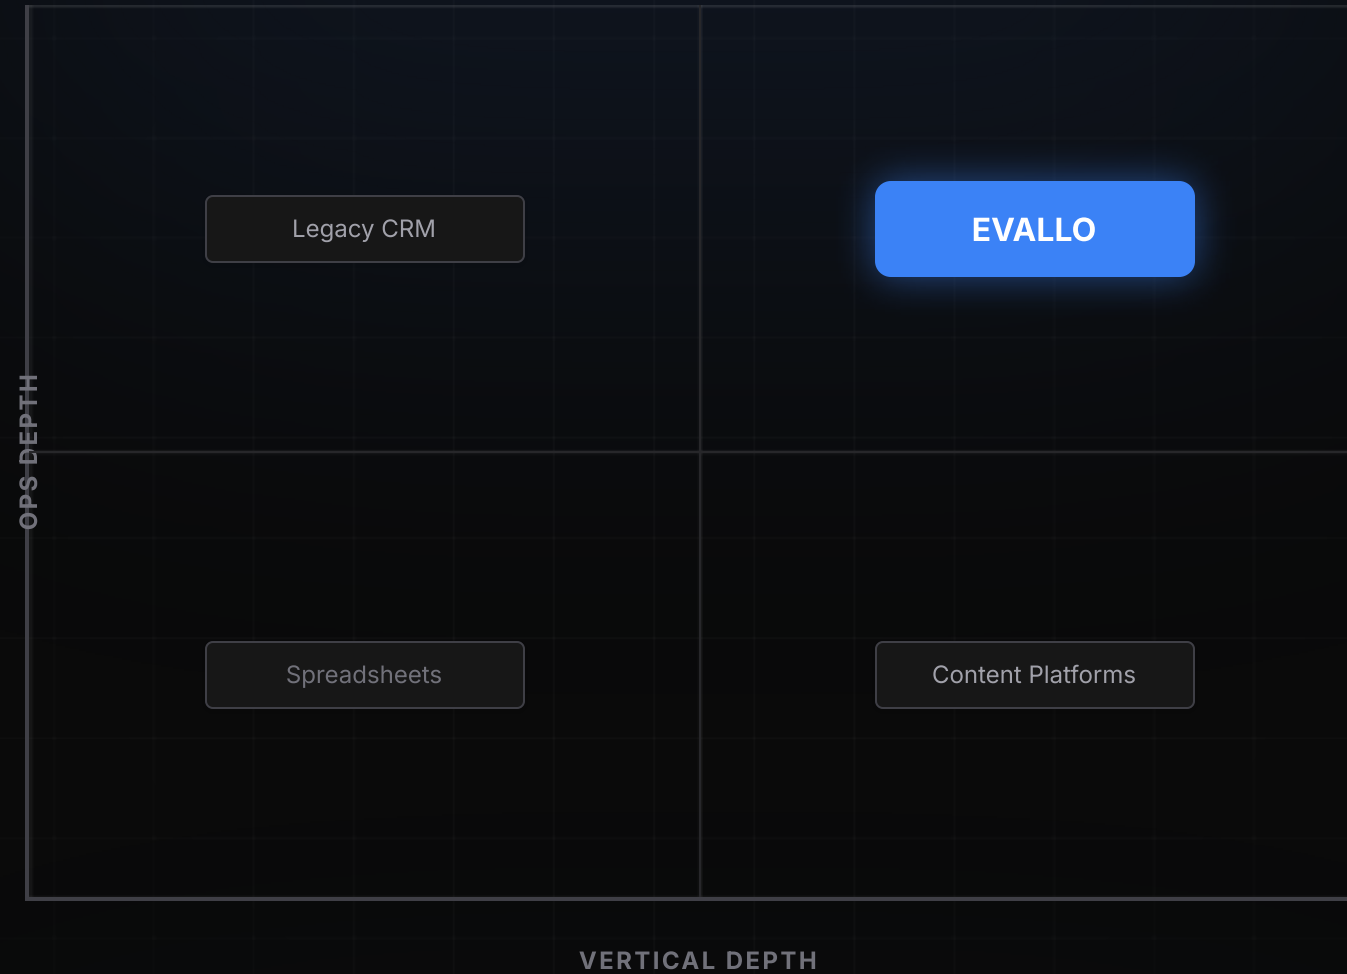 Legacy CRM
EVALLO
OPS DEPTH
Spreadsheets
Content Platforms
VERTICAL DEPTH